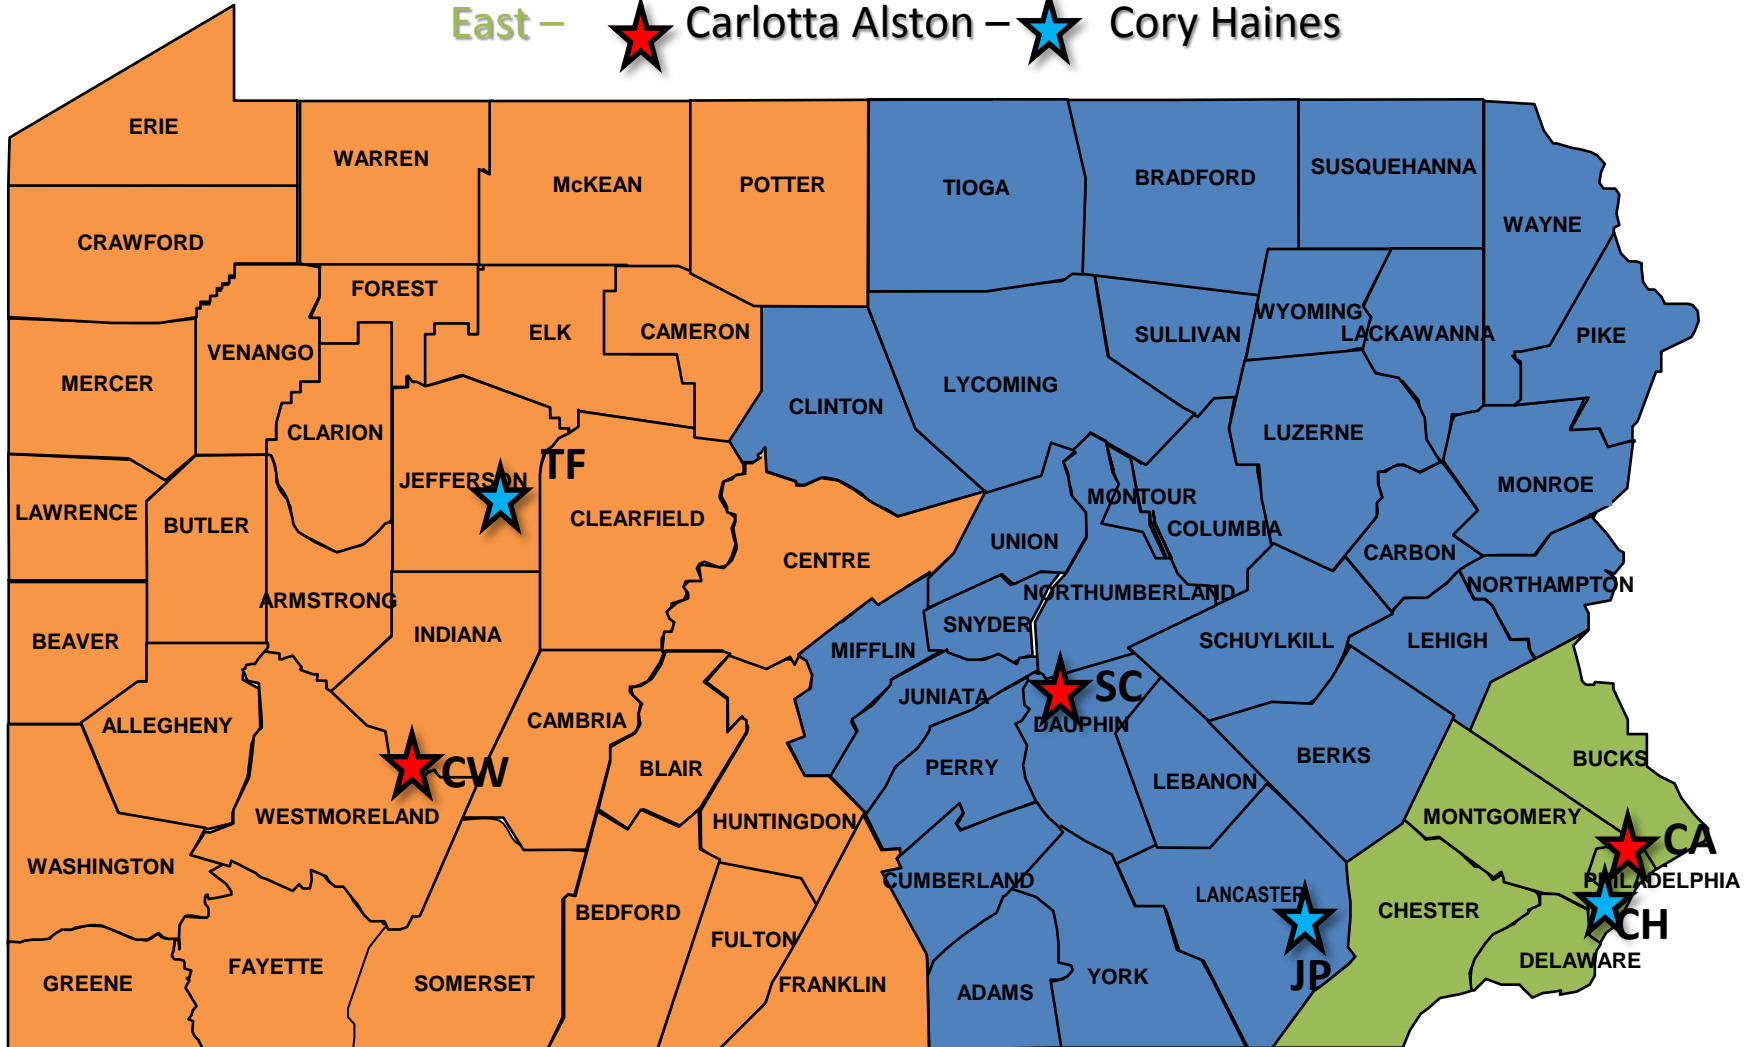 East – Carlotta Alston – Cory Haines
ERIE
WARREN
McKEAN
POTTER
TIOGA
BRADFORD
SUSQUEHANNA
WAYNE
CRAWFORD
FOREST
ELK
CAMERON
SULLIVAN
WYOMING
LACKAWANNA
PIKE
VENANGO
MERCER
LYCOMING
CLINTON
CLARION
LUZERNE
TF
JEFFERSON
MONTOUR
MONROE
LAWRENCE
BUTLER
CLEARFIELD
COLUMBIA
UNION
CARBON
CENTRE
NORTHUMBERLAND
NORTHAMPTON
ARMSTRONG
BEAVER
INDIANA
SNYDER
MIFFLIN
SCHUYLKILL
LEHIGH
SC
JUNIATA
DAUPHIN
ALLEGHENY
CAMBRIA
BERKS
BUCKS
CW
BLAIR
PERRY
LEBANON
WESTMORELAND
HUNTINGDON
MONTGOMERY
CA
WASHINGTON
CUMBERLAND
PHILADELPHIA
LANCASTER
BEDFORD
CHESTER
CH
FULTON
DELAWARE
FAYETTE
JP
GREENE
SOMERSET
FRANKLIN
ADAMS
YORK